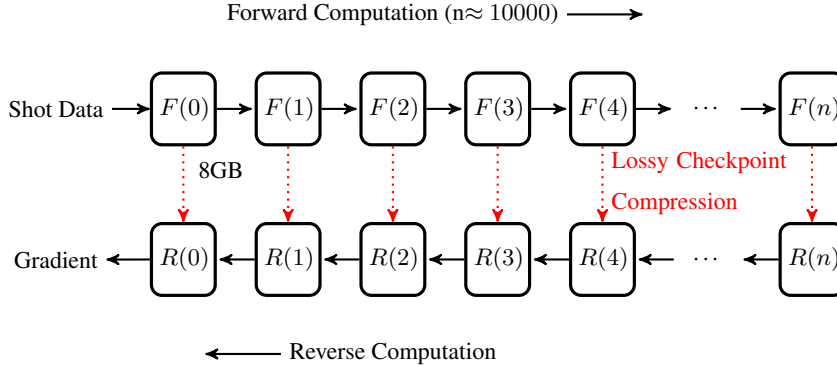 Forward Computation (n≈ 10000)
Shot Data F(0) F(1) F(2) F(3) F(4) ··· F(n)
8GB Lossy Checkpoint
Compression
Gradient R(0) R(1) R(2) R(3) R(4) ··· R(n)
Reverse Computation